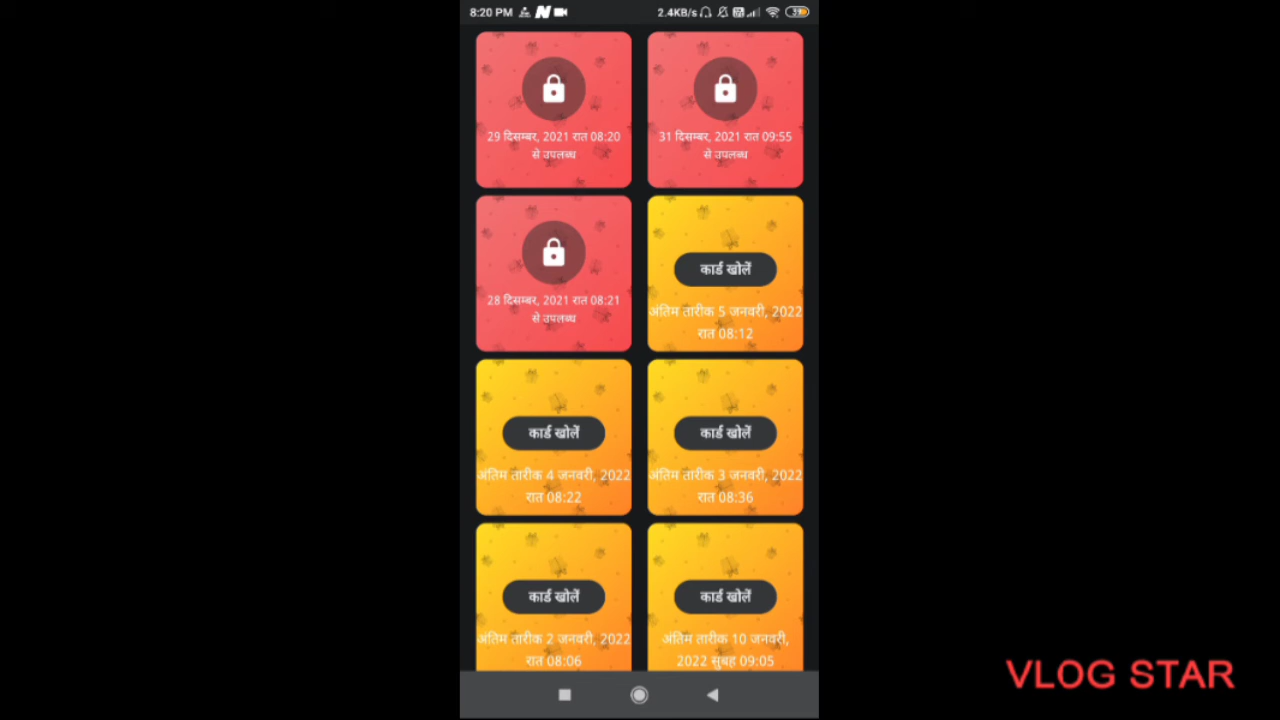 8:20 PM
2.4KB/s
39
29 दिसम्बर, 2021 रात 08:20
से उपलब्ध
31 दिसम्बर, 2021 रात 09:55
से उपलब्ध
28 दिसम्बर, 2021 रात 08:21
से उपलब्ध
कार्ड खोलें
अंतिम तारीक 5 जनवरी, 2022
रात 08:12
कार्ड खोलें
अंतिम तारीक 4 जनवरी, 2022
रात 08:22
कार्ड खोलें
अंतिम तारीक 3 जनवरी, 2022
रात 08:36
कार्ड खोलें
अंतिम तारीक 2 जनवरी, 2022
रात 08:06
कार्ड खोलें
अंतिम तारीक 10 जनवरी,
2022 सुबह 09:05
VLOG STAR